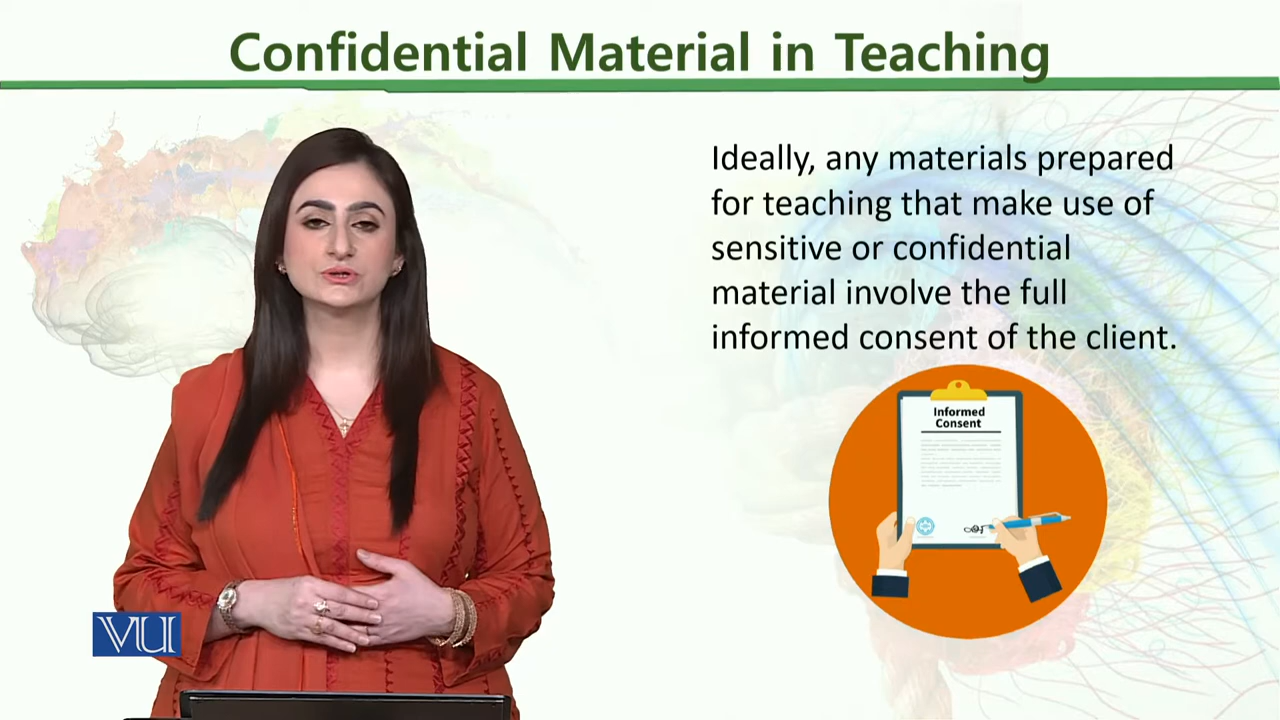 Confidential Material in Teaching
Ideally, any materials prepared
for teaching that make use of
sensitive or confidential
material involve the full
informed consent of the client.
Informed
Consent
VU